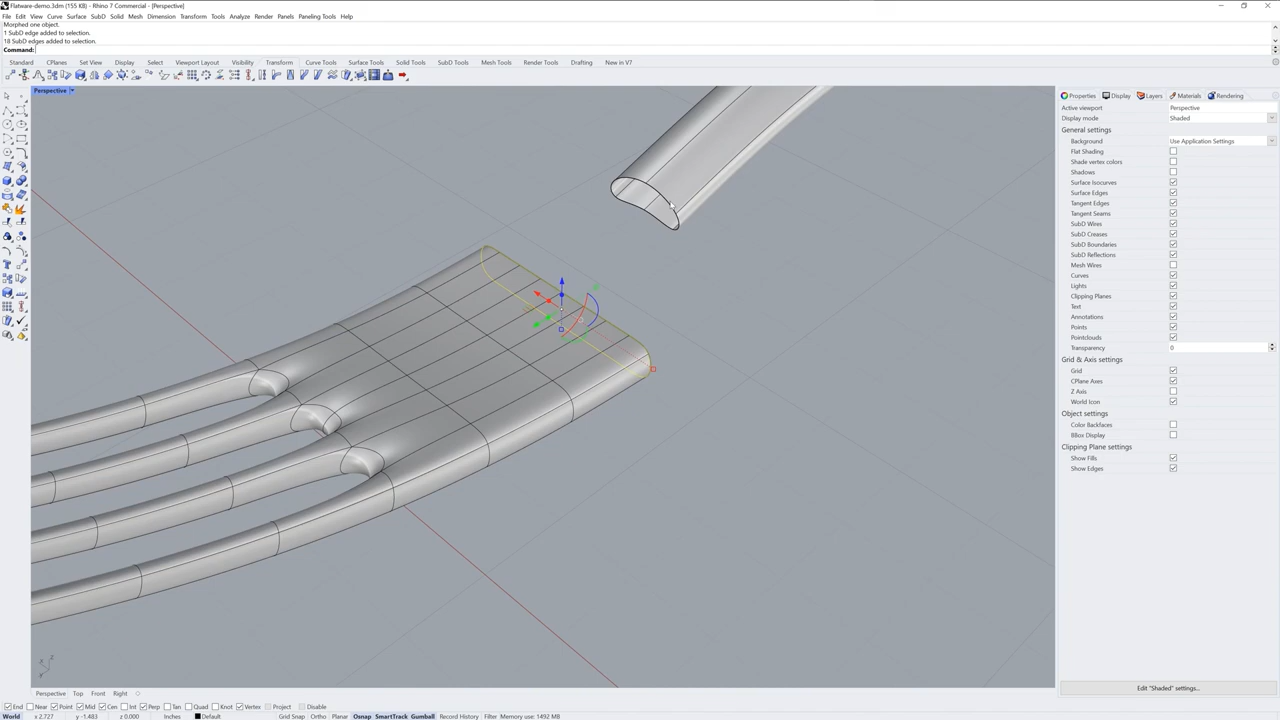 Flatware-demo.3dm (155 KB) - Rhino 7 Commercial - [Perspective]
File Edit View Curve Surface SubD Solid Mesh Dimension Transform Tools Analyze Render Panels Paneling Tools Help
Morphed one object.
1 SubD edge added to selection.
18 SubD edges added to selection.
Command:
Standard CPlanes Set View Display Select Viewport Layout Visibility Transform Curve Tools Surface Tools Solid Tools SubD Tools Mesh Tools Render Tools Drafting New in V7
Perspective
Properties Display Layers Materials Rendering
Active viewport Perspective
Display mode Shaded
General settings
Background Use Application Settings
Flat Shading
Shade vertex colors
Shadows
Surface Isocurves
Surface Edges
Tangent Edges
Tangent Seams
SubD Wires
SubD Creases
SubD Boundaries
SubD Reflections
Mesh Wires
Curves
Lights
Clipping Planes
Text
Annotations
Points
Pointclouds
Transparency 0
Grid & Axis settings
Grid
CPlane Axes
Z Axis
World Icon
Object settings
Color Backfaces
BBox Display
Clipping Plane settings
Show Fills
Show Edges
Edit "Shaded" settings...
z
x
y
Perspective Top Front Right
End Near Point Mid Cen Int Perp Tan Quad Knot Vertex Project Disable
World x 2.727 y -1.483 z 0.000 Inches Default Grid Snap Ortho Planar Osnap SmartTrack Gumball Record History Filter Memory use: 1492 MB